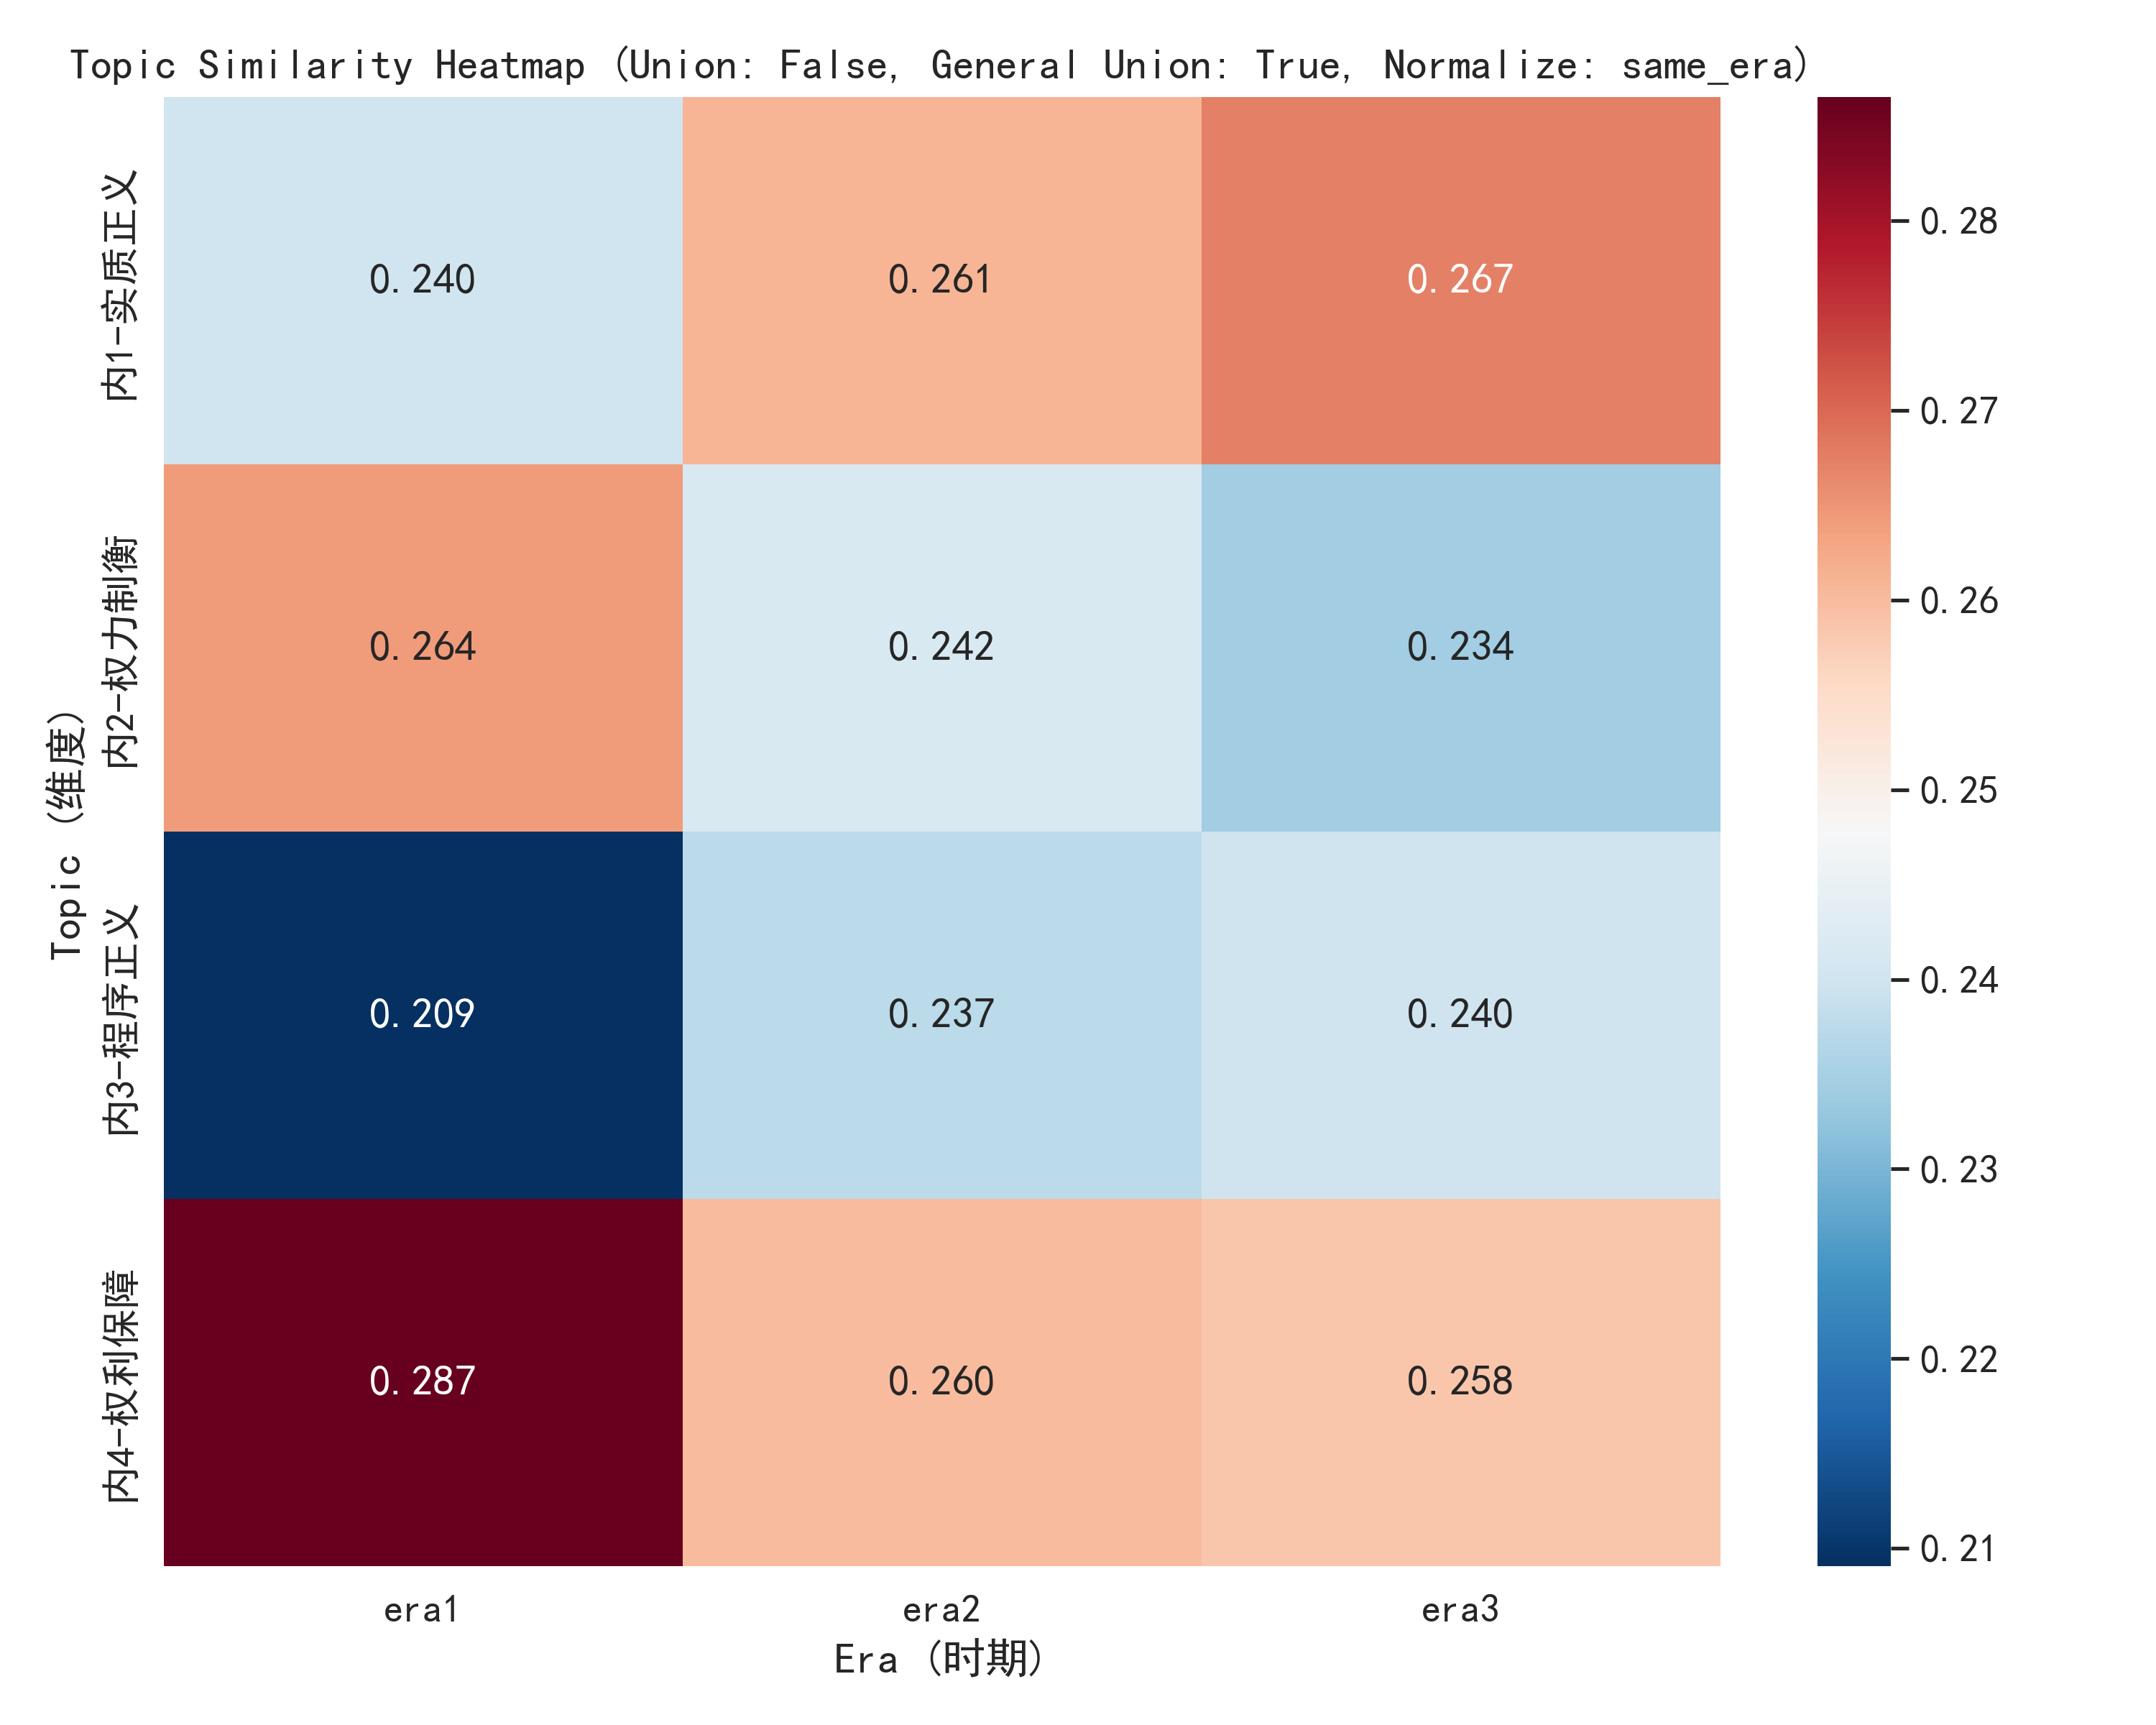 Topic Similarity Heatmap (Union: False, General Union: True, Normalize: same_era)
Topic (维度)
内1-实质正义
内2-权力制衡
内3-程序正义
内4-权利保障
0.240 0.261 0.267
0.264 0.242 0.234
0.209 0.237 0.240
0.287 0.260 0.258
era1 era2 era3
Era (时期)
0.28
0.27
0.26
0.25
0.24
0.23
0.22
0.21